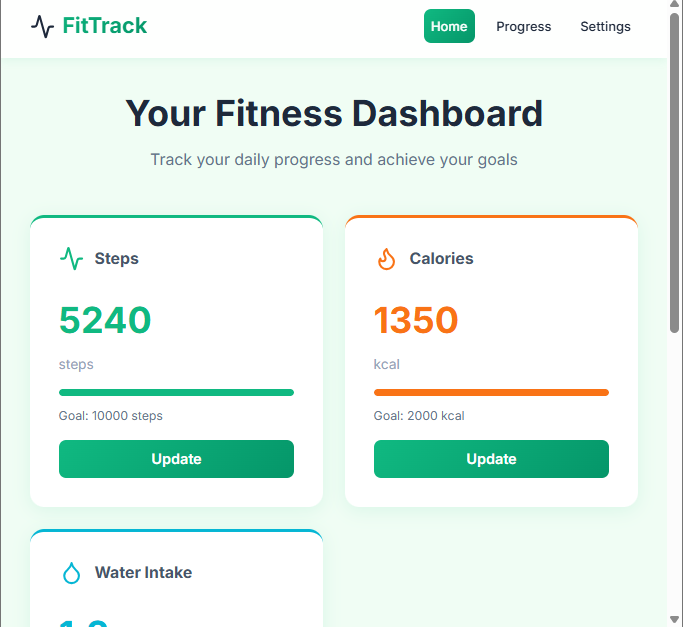 FitTrack
Home Progress Settings
Your Fitness Dashboard
Track your daily progress and achieve your goals
Steps
5240
steps
Goal: 10000 steps
Update
Calories
1350
kcal
Goal: 2000 kcal
Update
Water Intake